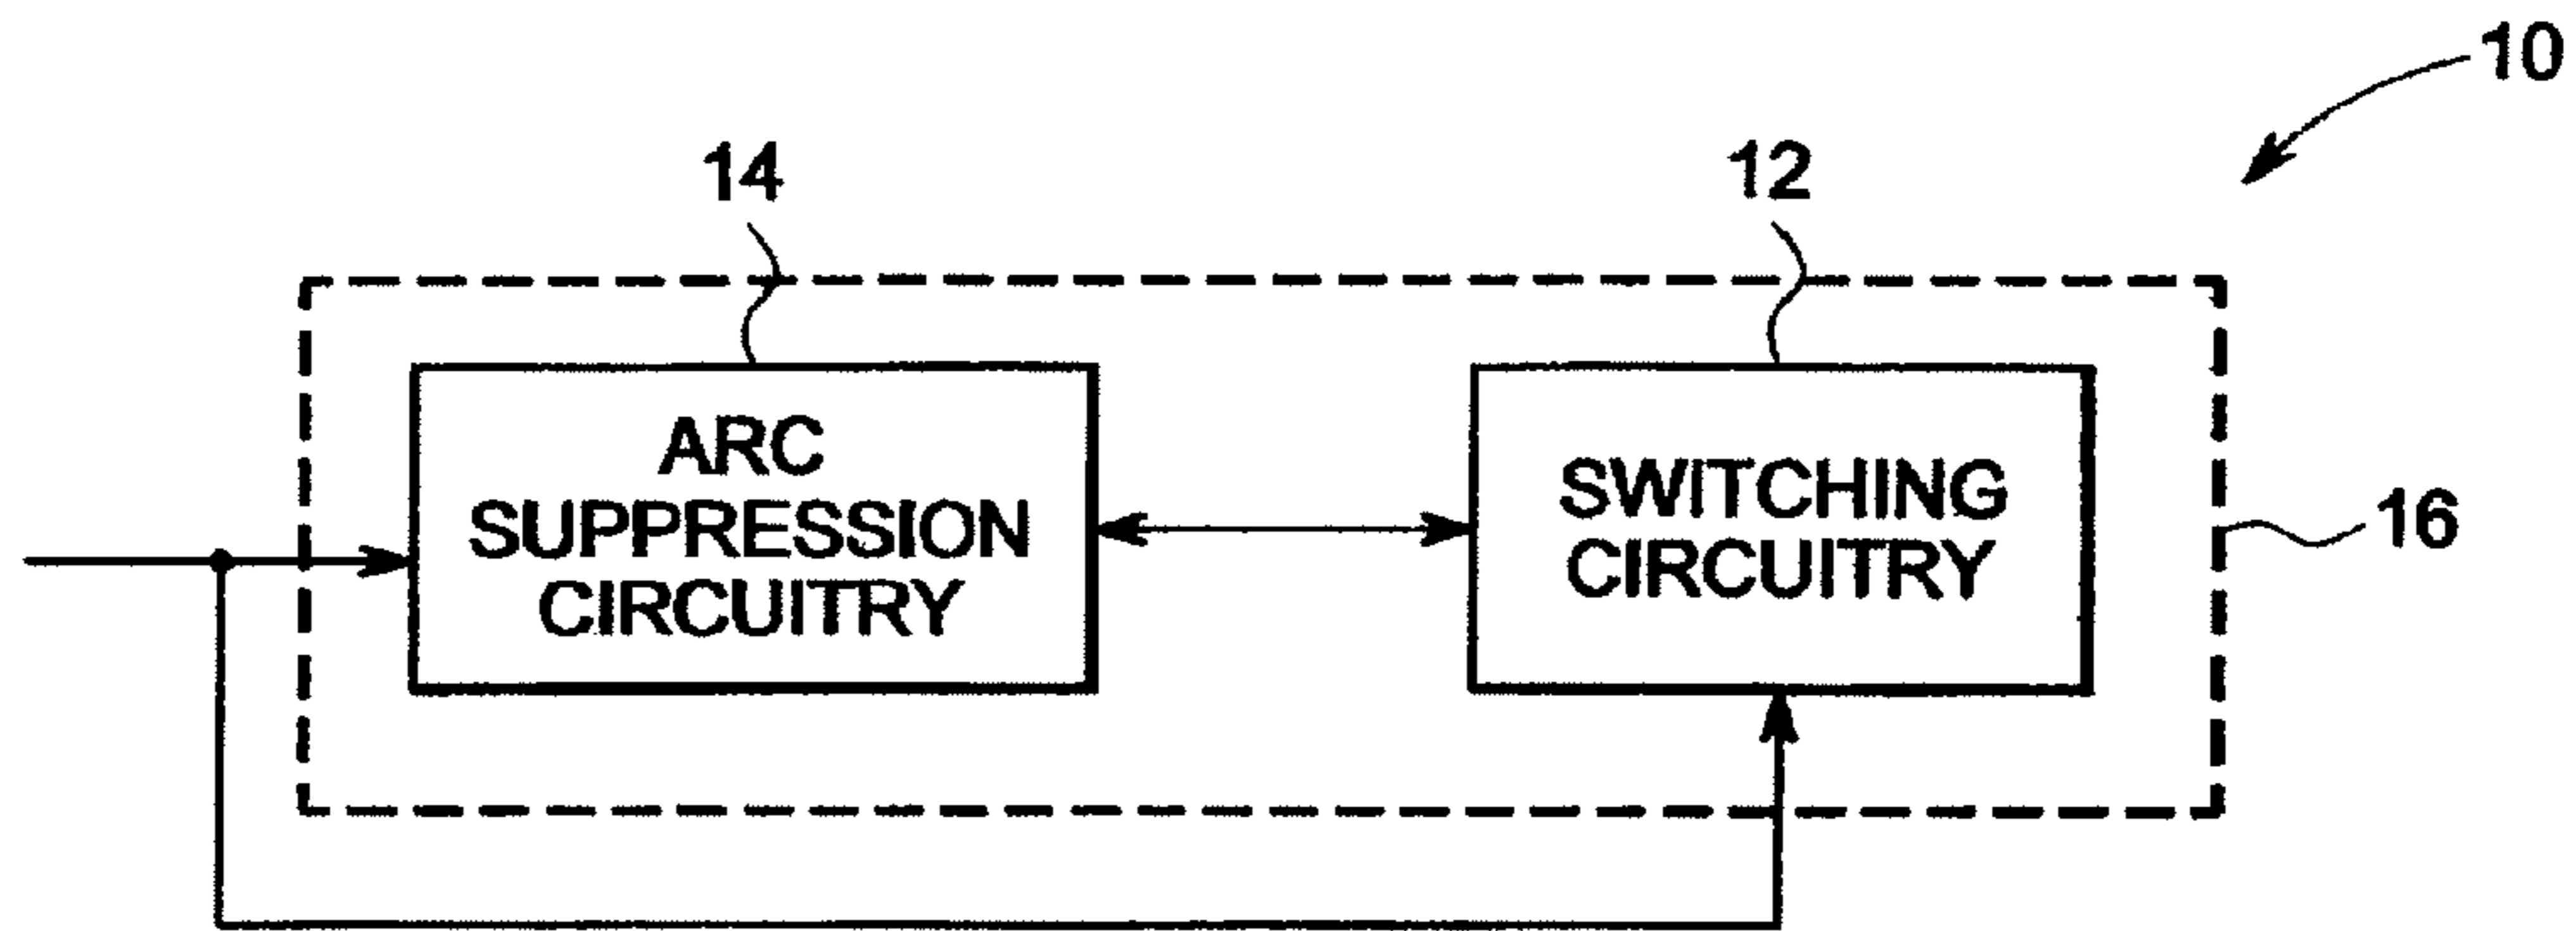 10
14
12
ARC
SUPPRESSION
CIRCUITRY
SWITCHING
CIRCUITRY
16